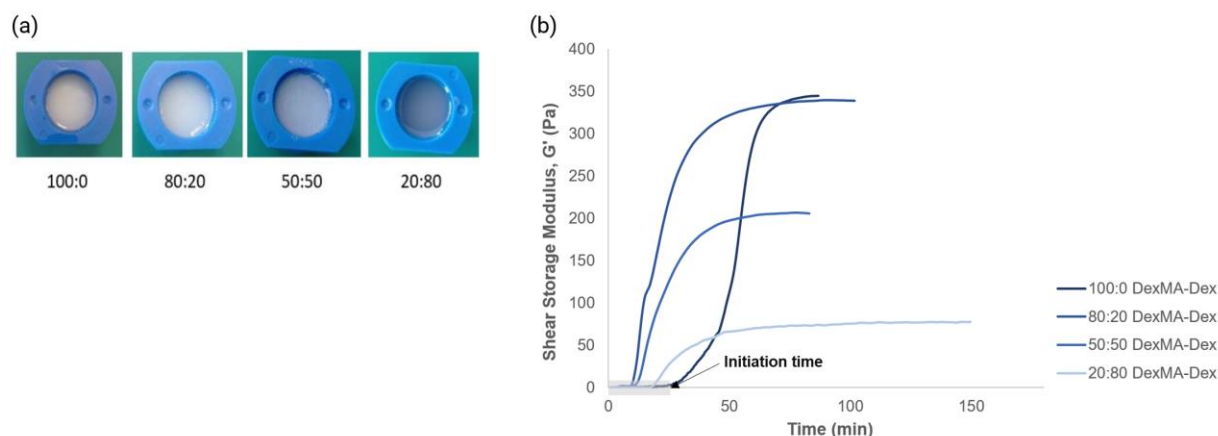 (a)
100:0
80:20
50:50
20:80
(b)
Shear Storage Modulus, G' (Pa)
400
350
300
250
200
150
100
50
0
Initiation time
0
50
100
150
Time (min)
100:0 DexMA-Dex
80:20 DexMA-Dex
50:50 DexMA-Dex
20:80 DexMA-Dex